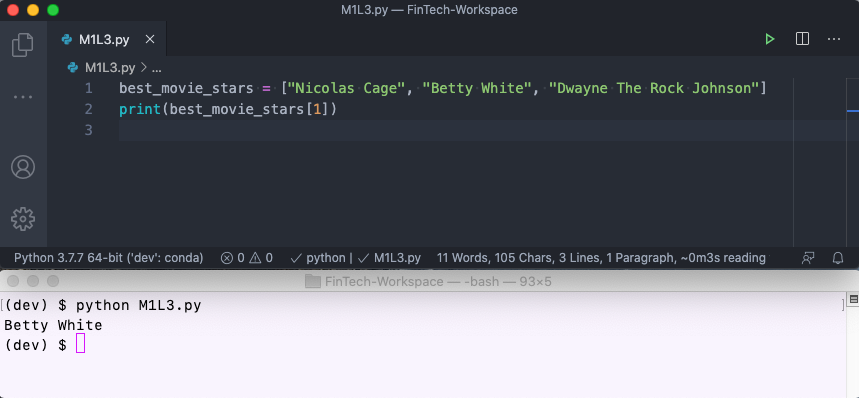 M1L3.py — FinTech-Workspace
M1L3.py ×
M1L3.py > ...
1 best_movie_stars = ["Nicolas Cage", "Betty White", "Dwayne The Rock Johnson"]
2 print(best_movie_stars[1])
3
Python 3.7.7 64-bit ('dev': conda) 0 0 ✓ python | ✓ M1L3.py 11 Words, 105 Chars, 3 Lines, 1 Paragraph, ~0m3s reading
FinTech-Workspace — -bash — 93×5
[(dev) $ python M1L3.py ]
Betty White
(dev) $